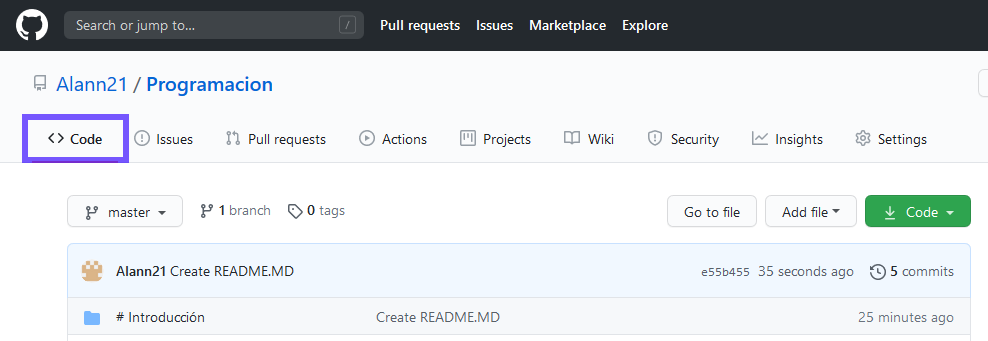 Search or jump to... / Pull requests Issues Marketplace Explore
Alann21 / Programacion
Code Issues Pull requests Actions Projects Wiki Security Insights Settings
master 1 branch 0 tags Go to file Add file Code
Alann21 Create README.MD e55b455 35 seconds ago 5 commits
# Introducción Create README.MD 25 minutes ago